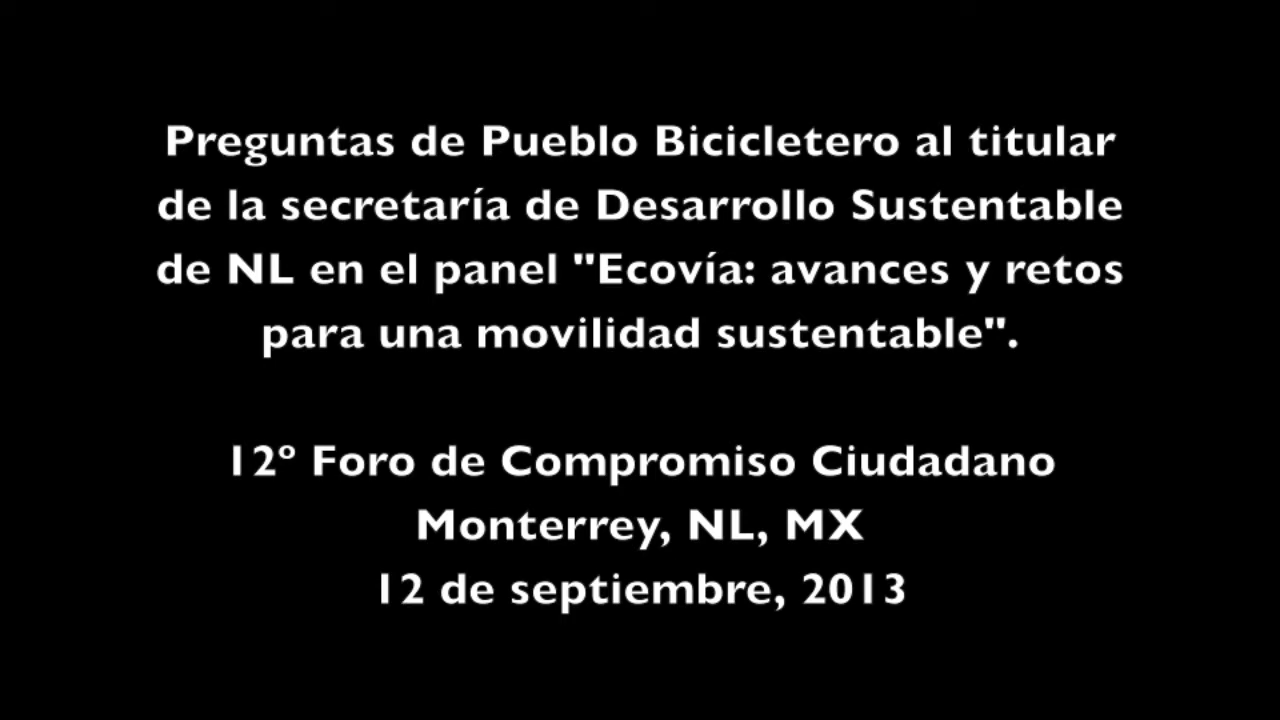 Preguntas de Pueblo Bicicletero al titular
de la secretaría de Desarrollo Sustentable
de NL en el panel "Ecovía: avances y retos
para una movilidad sustentable".
12º Foro de Compromiso Ciudadano
Monterrey, NL, MX
12 de septiembre, 2013